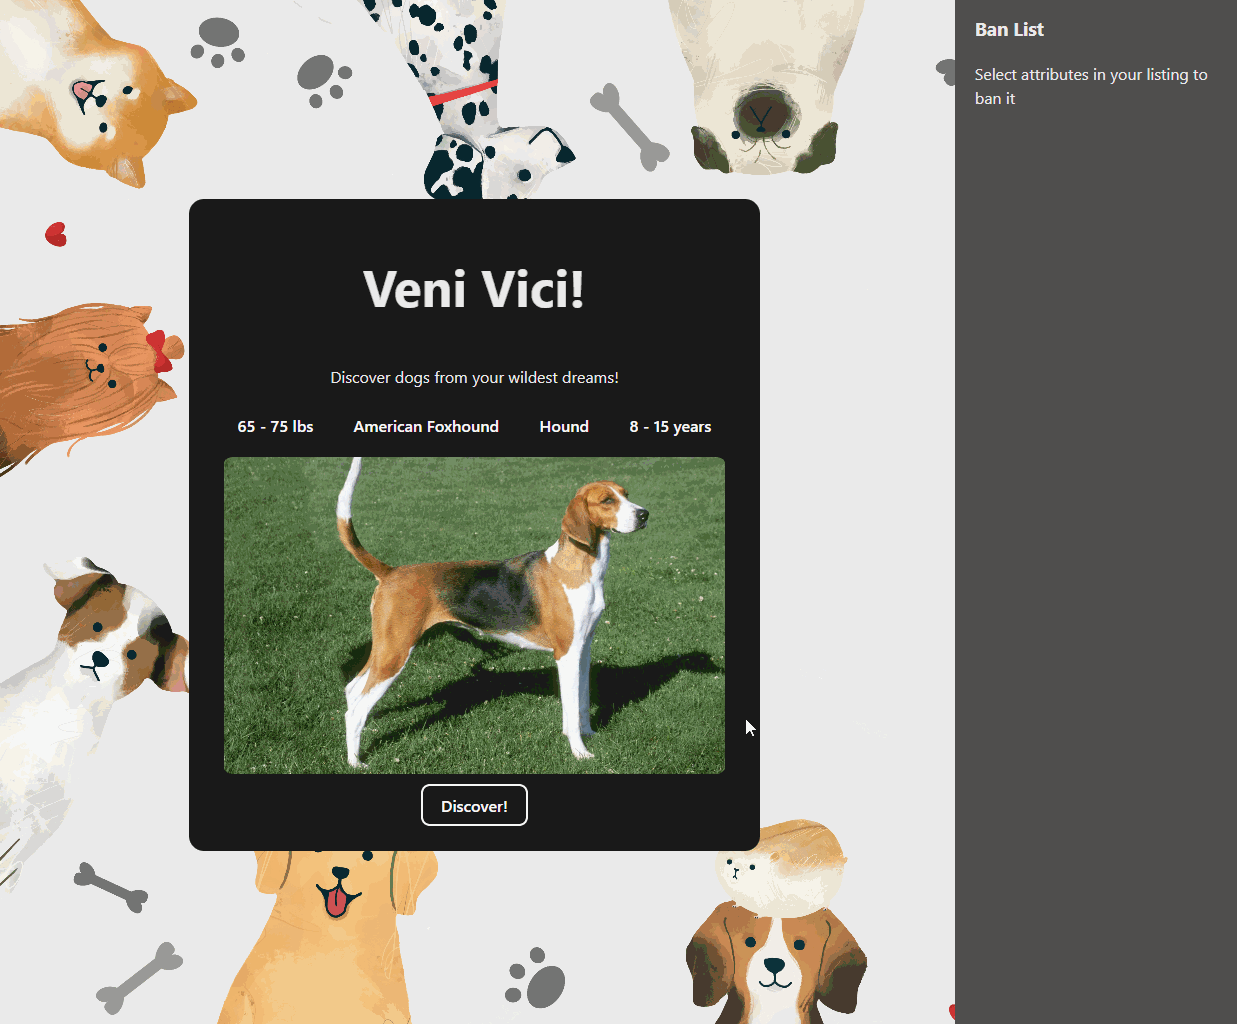 Ban List
Select attributes in your listing to
ban it
Veni Vici!
Discover dogs from your wildest dreams!
65 - 75 lbs American Foxhound Hound 8 - 15 years
Discover!